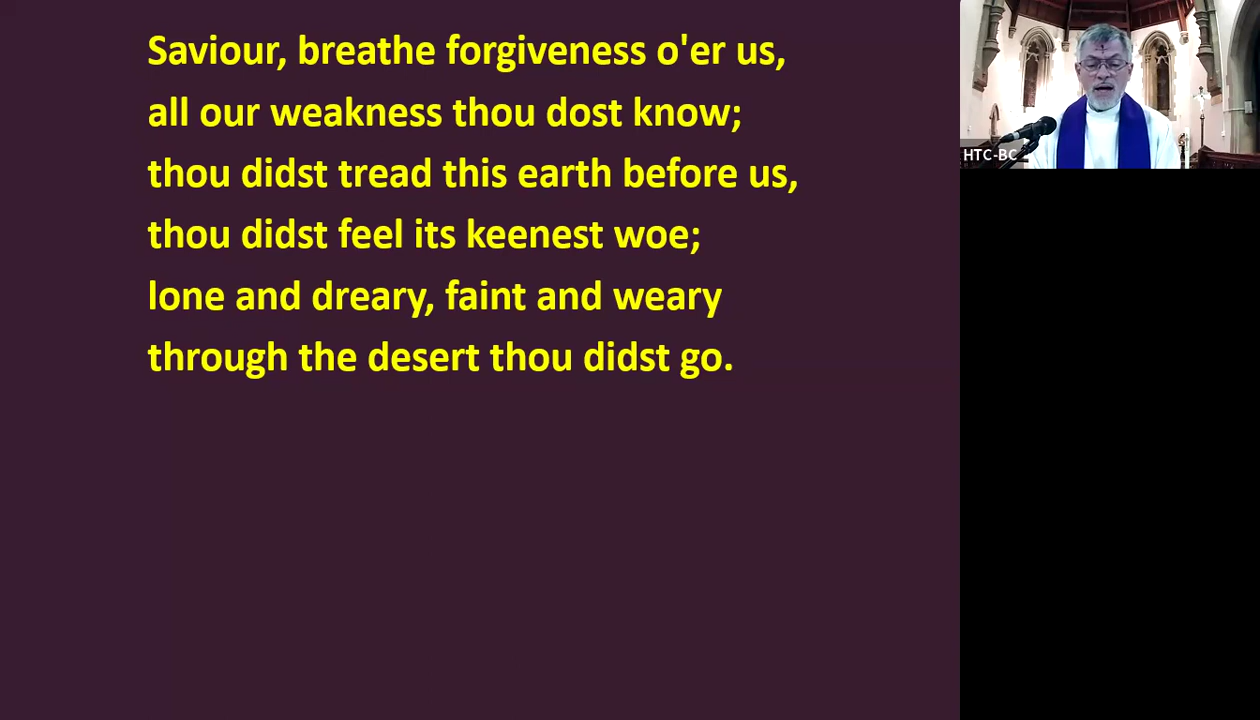 Saviour, breathe forgiveness o'er us,
all our weakness thou dost know;
thou didst tread this earth before us,
thou didst feel its keenest woe;
lone and dreary, faint and weary
through the desert thou didst go.
HTC-BC